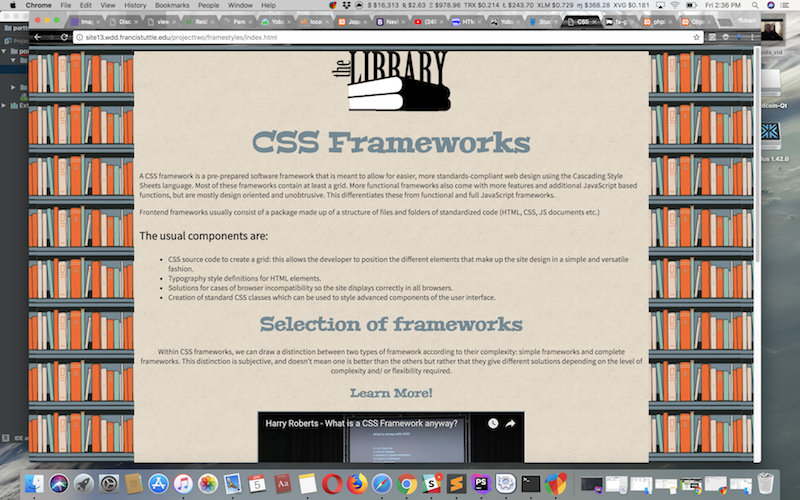 Chrome File Edit View History Bookmarks People Window Help
$16,313 $2.63 $978.96 $0.214 $243.70 XLM $0.729 $368.28 XVG $0.181 Fri 2:36 PM
site13.wdd.francistuttle.edu/projecttwo/framestyles/index.html
the LIBRARY
CSS Frameworks
A CSS framework is a pre-prepared software framework that is meant to allow for easier, more standards-compliant web design using the Cascading Style
Sheets language. Most of these frameworks contain at least a grid. More functional frameworks also come with more features and additional JavaScript based
functions, but are mostly design oriented and unobtrusive. This differentiates these from functional and full JavaScript frameworks.
Frontend frameworks usually consist of a package made up of a structure of files and folders of standardized code (HTML, CSS, JS documents etc.)
The usual components are:
• CSS source code to create a grid: this allows the developer to position the different elements that make up the site design in a simple and versatile
fashion.
• Typography style definitions for HTML elements.
• Solutions for cases of browser incompatibility so the site displays correctly in all browsers.
• Creation of standard CSS classes which can be used to style advanced components of the user interface.
Selection of frameworks
Within CSS frameworks, we can draw a distinction between two types of framework according to their complexity: simple frameworks and complete
frameworks. This distinction is subjective, and doesn't mean one is better than the others but rather that they give different solutions depending on the level of
complexity and/ or flexibility required.
Learn More!
Harry Roberts - What is a CSS Framework anyway?